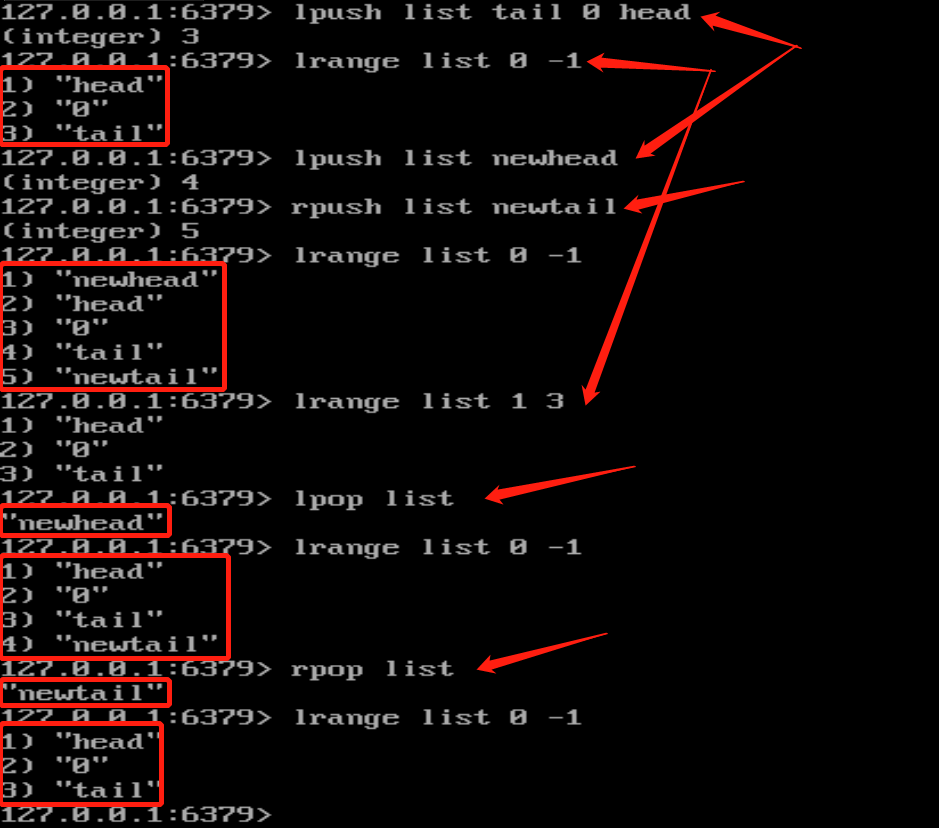 127.0.0.1:6379> lpush list tail 0 head
(integer) 3
127.0.0.1:6379> lrange list 0 -1
1) "head"
2) "0"
3) "tail"
127.0.0.1:6379> lpush list newhead
(integer) 4
127.0.0.1:6379> rpush list newtail
(integer) 5
127.0.0.1:6379> lrange list 0 -1
1) "newhead"
2) "head"
3) "0"
4) "tail"
5) "newtail"
127.0.0.1:6379> lrange list 1 3
1) "head"
2) "0"
3) "tail"
127.0.0.1:6379> lpop list
"newhead"
127.0.0.1:6379> lrange list 0 -1
1) "head"
2) "0"
3) "tail"
4) "newtail"
127.0.0.1:6379> rpop list
"newtail"
127.0.0.1:6379> lrange list 0 -1
1) "head"
2) "0"
3) "tail"
127.0.0.1:6379>